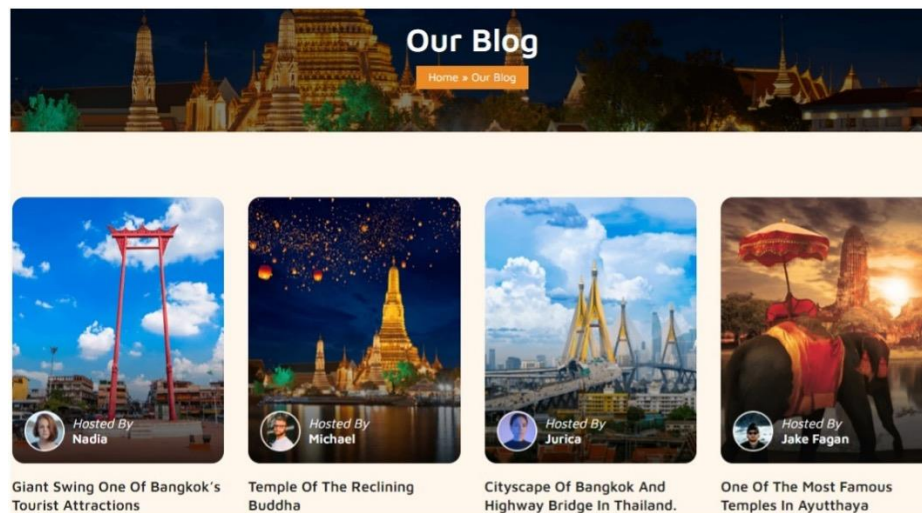 Our Blog
Home » Our Blog
Hosted By
Nadia
Hosted By
Michael
Hosted By
Jurica
Hosted By
Jake Fagan
Giant Swing One Of Bangkok's
Tourist Attractions
Temple Of The Reclining
Buddha
Cityscape Of Bangkok And
Highway Bridge In Thailand.
One Of The Most Famous
Temples In Ayutthaya